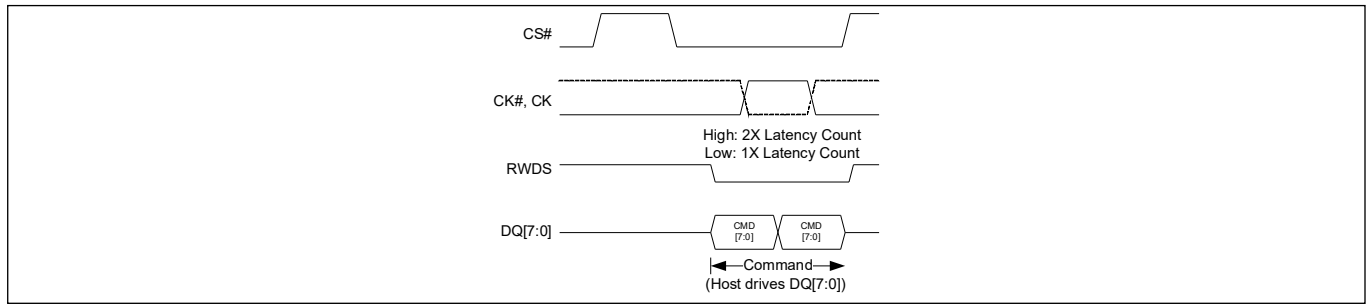 CS#
CK#, CK
High: 2X Latency Count
Low: 1X Latency Count
RWDS
DQ[7:0]
CMD
[7:0]
CMD
[7:0]
Command
(Host drives DQ[7:0])